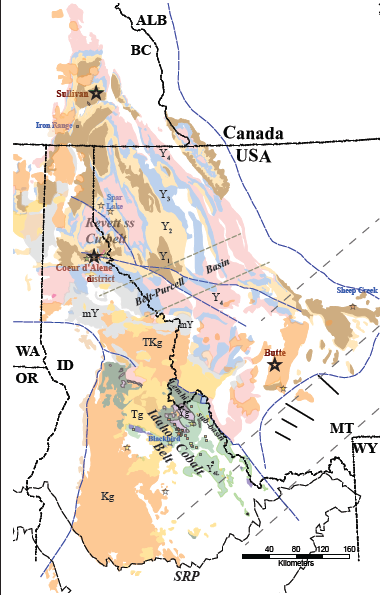 ALB
BC
Sullivan
Iron Range
Canada
USA
Y4
Y3
Spar
Lake
Revett ss
Cu belt
Y2
Y1
Coeur d'Alene
district
Basin
Belt-Purcell
Y4
Sheep Creek
mY
mY
TKg
WA
ID
OR
Butte
Tg
Idaho Cobalt
Belt
Blackbird
sub-basin
MT
WY
Kg
40 80 120 160
Kilometers
SRP